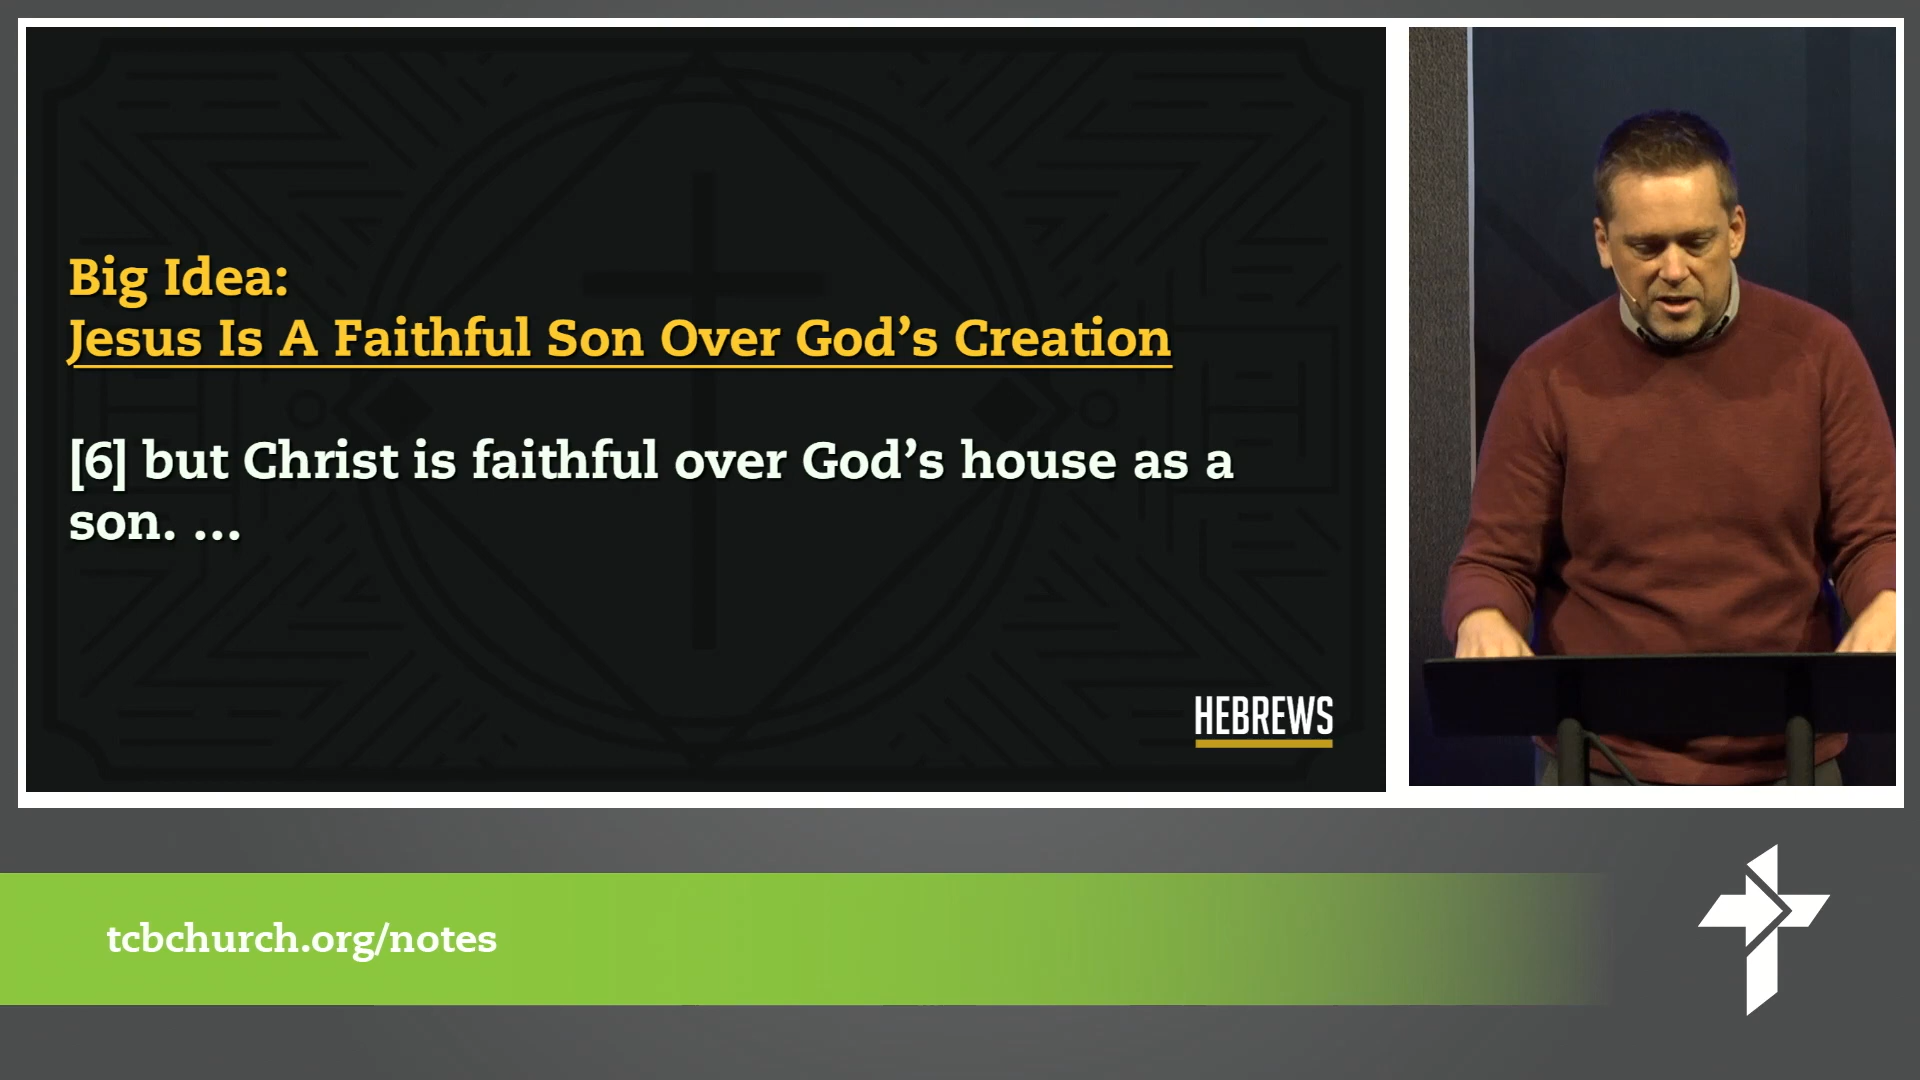 Big Idea:
Jesus Is A Faithful Son Over God’s Creation
[6] but Christ is faithful over God’s house as a
son. ...
HEBREWS
tcbchurch.org/notes